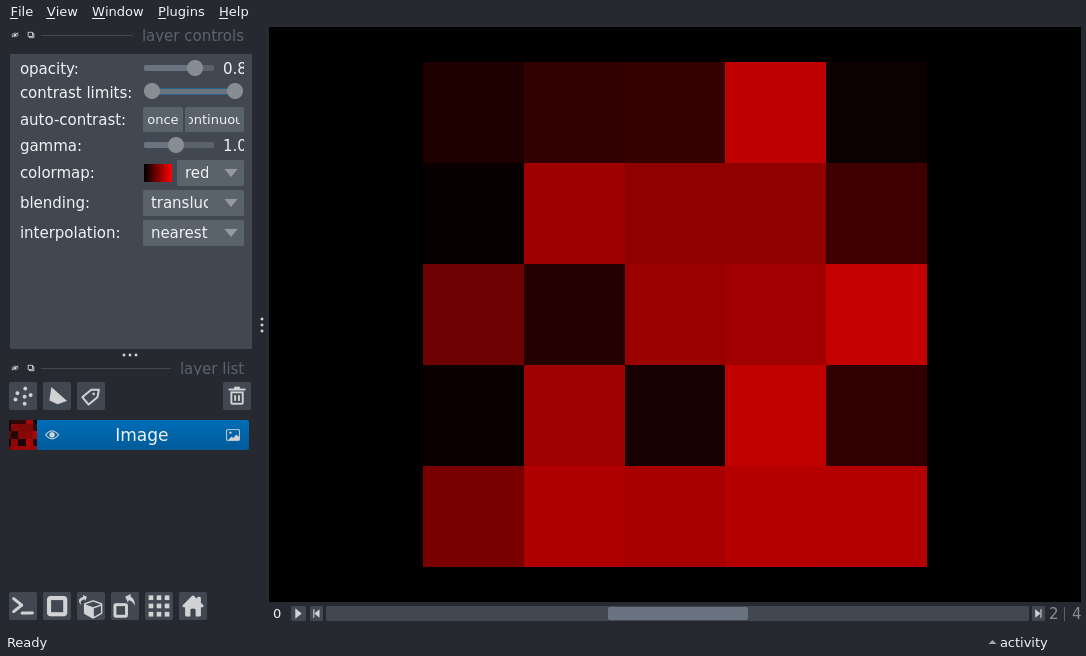 File View Window Plugins Help
layer controls
opacity: 0.8
contrast limits:
auto-contrast: once ontinuou
gamma: 1.0
colormap: red
blending: transluc
interpolation: nearest
layer list
Image
0 2 | 4
Ready activity